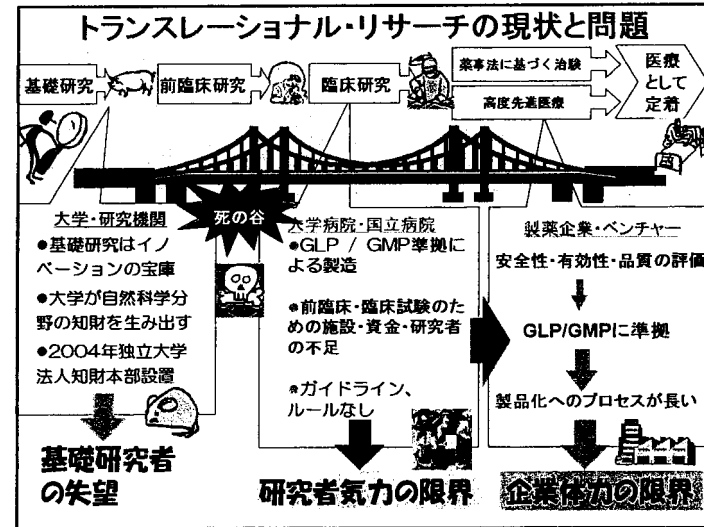 トランスレーショナル・リサーチの現状と問題
基礎研究
前臨床研究
臨床研究
薬事法に基づく治験
高度先進医療
医療
として
定着
死の谷
大学・研究機関
●基礎研究はイノ
ベーションの宝庫
●大学が自然科学分
野の知財を生み出す
●2004年独立大学
法人知財本部設置
基礎研究者
の失望
大学病院・国立病院
●GLP / GMP準拠
による製造
●前臨床・臨床試験のた
めの施設・資金・研究者
の不足
●ガイドライン、
ルールなし
研究者気力の限界
製薬企業・ベンチャー
安全性・有効性・品質の評価
GLP/GMPに準拠
製品化へのプロセスが長い
企業体力の限界